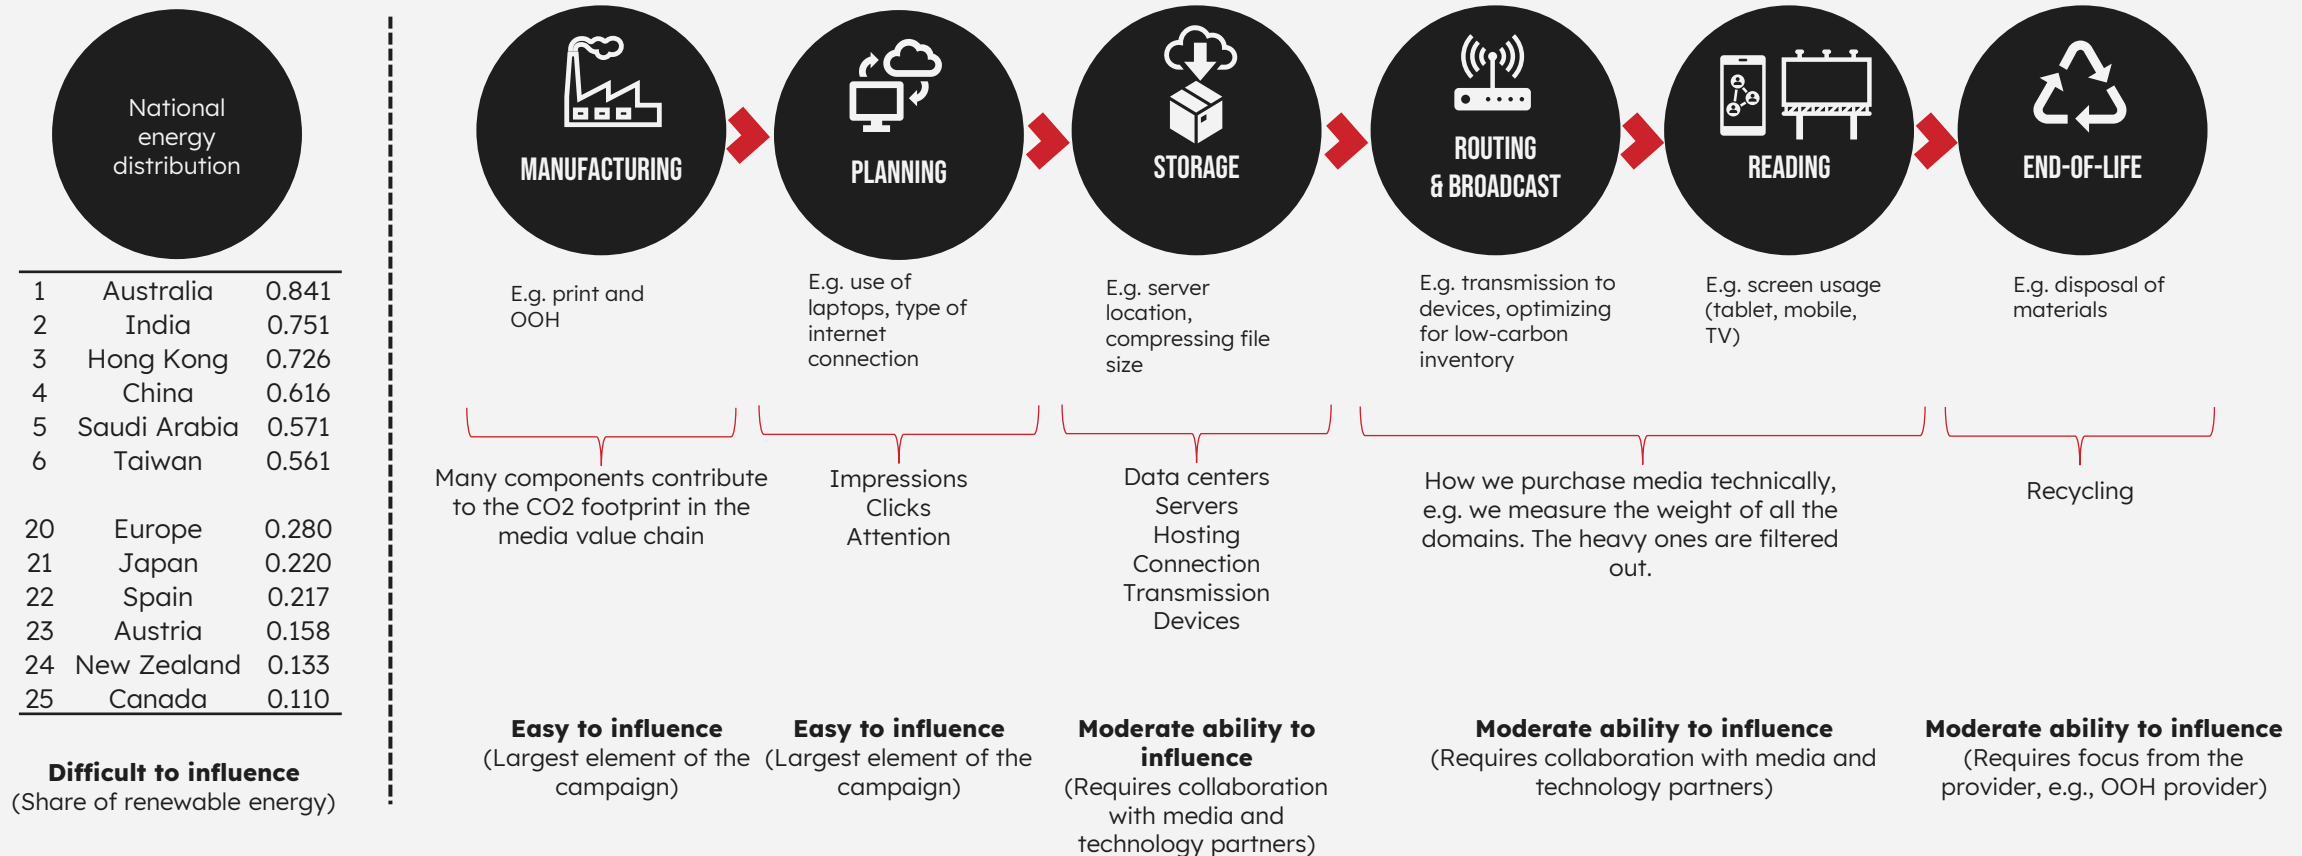 National
energy
distribution
1 Australia 0.841
2 India 0.751
3 Hong Kong 0.726
4 China 0.616
5 Saudi Arabia 0.571
6 Taiwan 0.561
20 Europe 0.280
21 Japan 0.220
22 Spain 0.217
23 Austria 0.158
24 New Zealand 0.133
25 Canada 0.110
Difficult to influence
(Share of renewable energy)
MANUFACTURING
E.g. print and
OOH
Many components contribute
to the CO2 footprint in the
media value chain
Easy to influence
(Largest element of the
campaign)
PLANNING
E.g. use of
laptops, type of
internet
connection
Impressions
Clicks
Attention
Easy to influence
(Largest element of the
campaign)
STORAGE
E.g. server
location,
compressing file
size
Data centers
Servers
Hosting
Connection
Transmission
Devices
Moderate ability to
influence
(Requires collaboration
with media and
technology partners)
ROUTING
& BROADCAST
E.g. transmission to
devices, optimizing
for low-carbon
inventory
READING
E.g. screen usage
(tablet, mobile,
TV)
How we purchase media technically,
e.g. we measure the weight of all the
domains. The heavy ones are filtered
out.
Moderate ability to influence
(Requires collaboration with media and
technology partners)
END-OF-LIFE
E.g. disposal of
materials
Recycling
Moderate ability to influence
(Requires focus from the
provider, e.g., OOH provider)